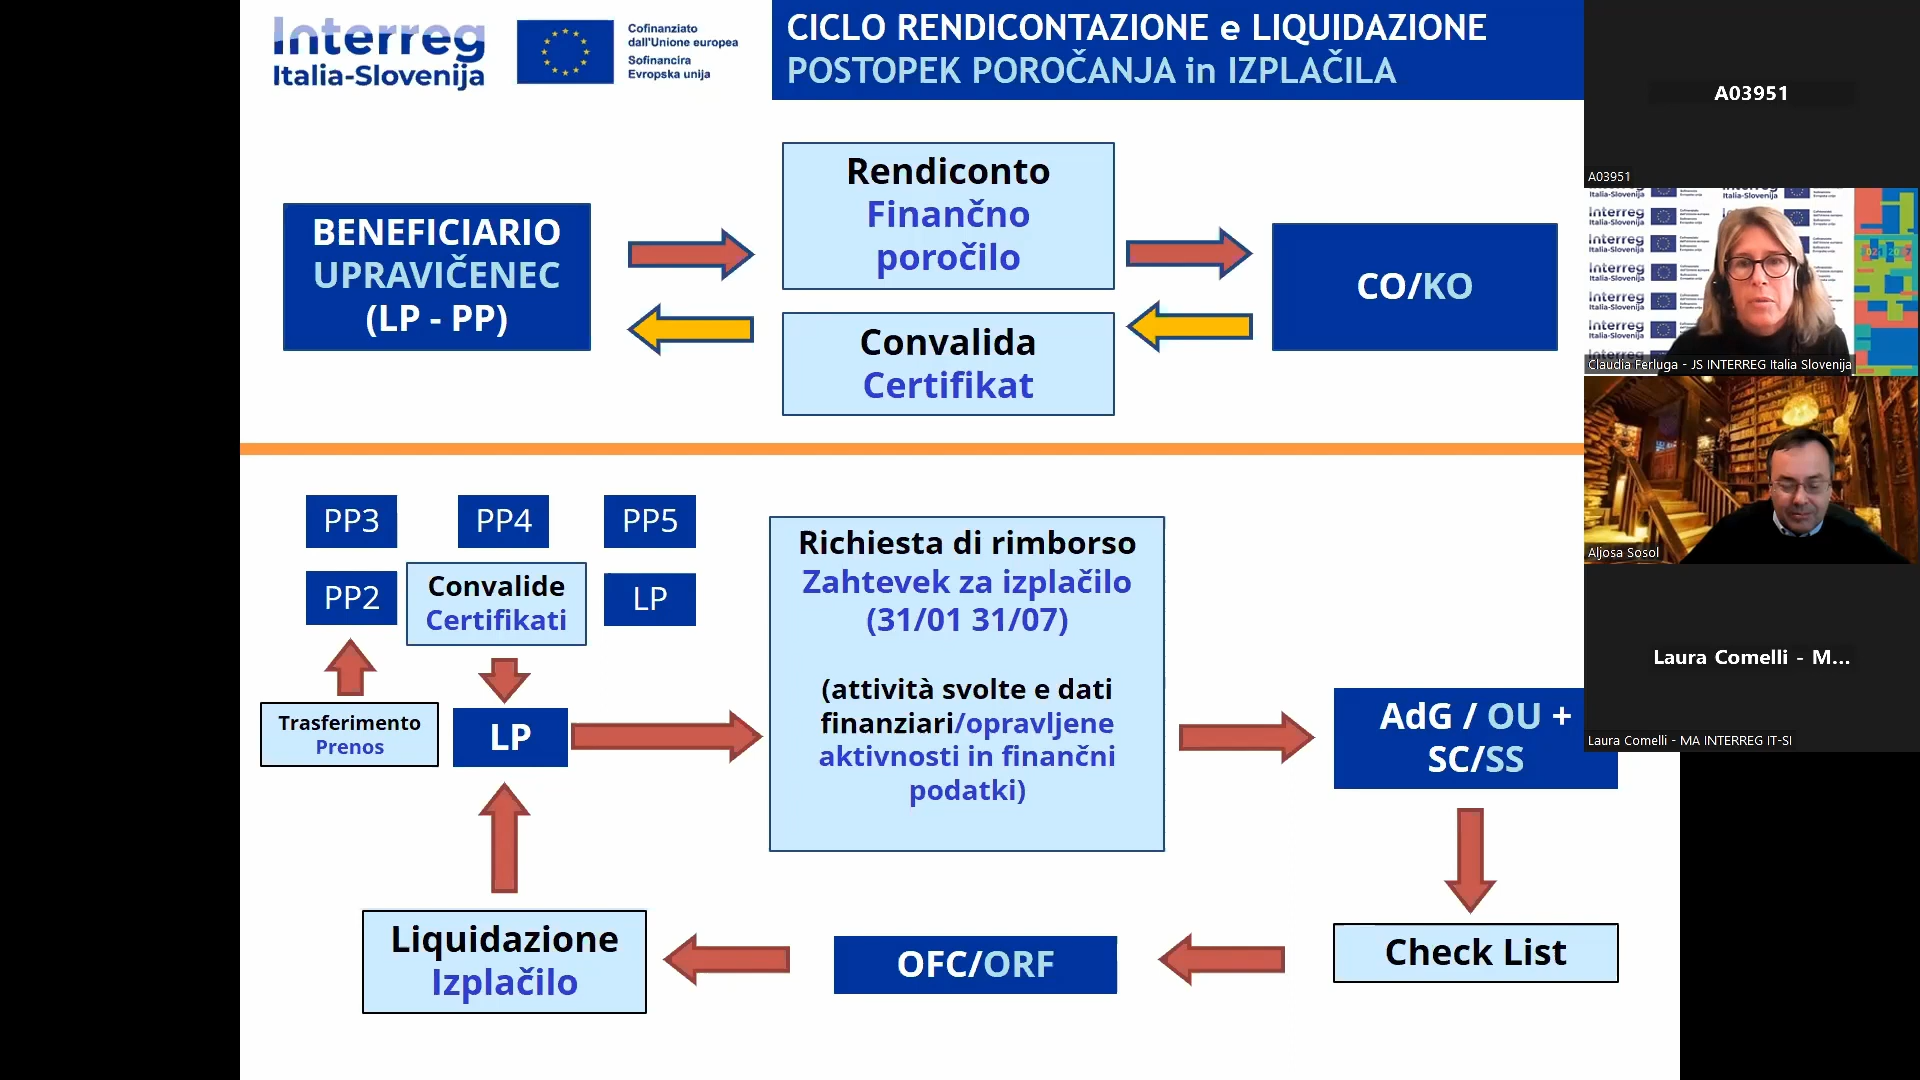 Interreg
Italia-Slovenija
Cofinanziato
dall'Unione europea
Sofinancira
Evropska unija
CICLO RENDICONTAZIONE e LIQUIDAZIONE
POSTOPEK POROČANJA in IZPLAČILA
BENEFICIARIO
UPRAVIČENEC
(LP - PP)
Rendiconto
Finančno
poročilo
Convalida
Certifikat
CO/KO
PP3
PP4
PP5
PP2
Convalide
Certifikati
LP
Trasferimento
Prenos
LP
Richiesta di rimborso
Zahtevek za izplačilo
(31/01 31/07)
(attività svolte e dati
finanziari/opravljene
aktivnosti in finančni
podatki)
AdG / OU +
SC/SS
Liquidazione
Izplačilo
OFC/ORF
Check List
A03951
A03951
Claudia Ferluga - JS INTERREG Italia Slovenija
Aljosa Sosol
Laura Comelli - M...
Laura Comelli - MA INTERREG IT-SI